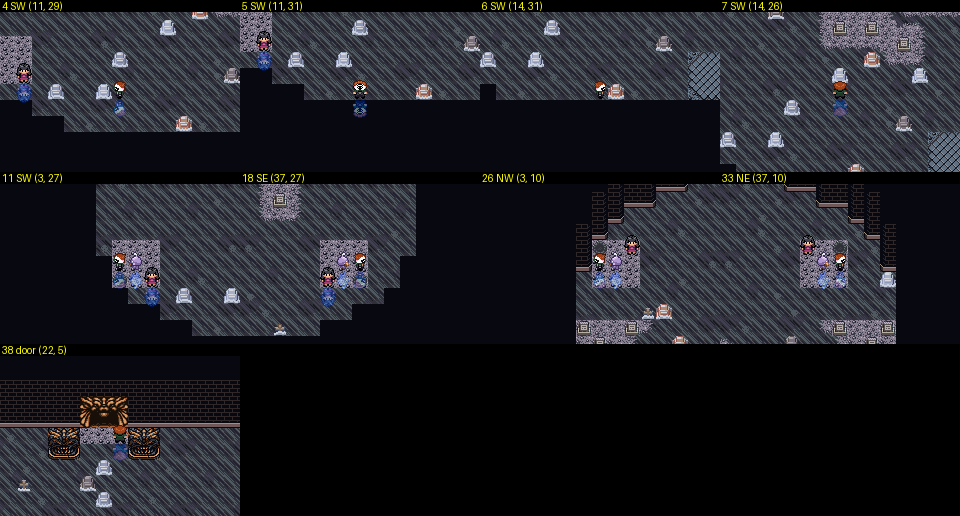 4 SW (11, 29)
5 SW (11, 31)
6 SW (14, 31)
7 SW (14, 26)
11 SW (3, 27)
18 SE (37, 27)
26 NW (3, 10)
33 NE (37, 10)
38 door (22, 5)